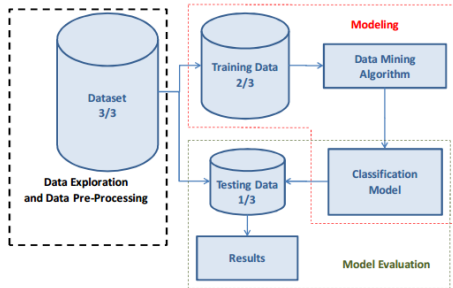 Modeling
Dataset
3/3
Training Data
2/3
Data Mining
Algorithm
Data Exploration
and Data Pre-Processing
Testing Data
1/3
Classification
Model
Results
Model Evaluation